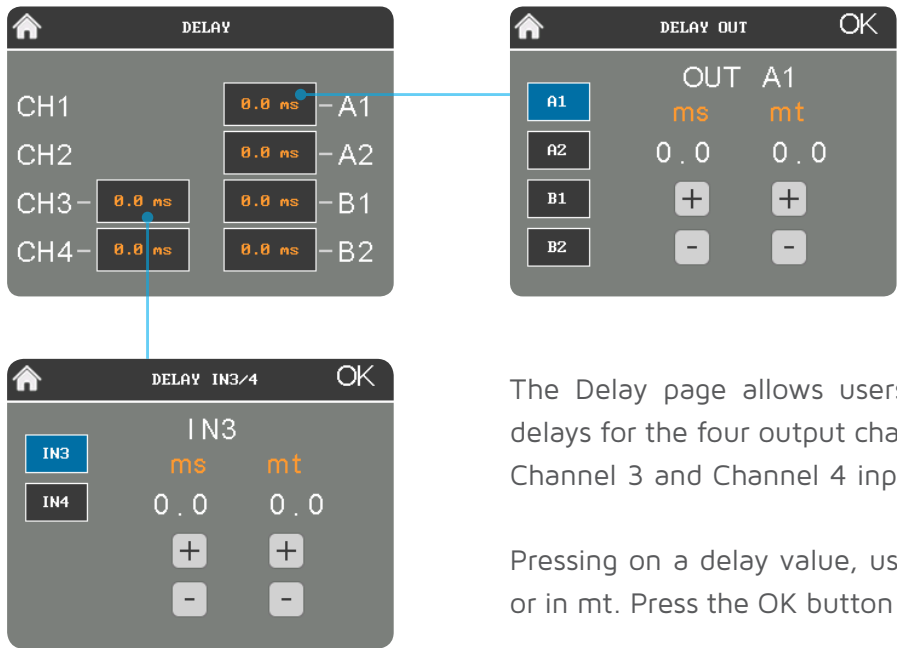 DELAY
CH1 0.0 ms A1
CH2 0.0 ms A2
CH3 0.0 ms 0.0 ms B1
CH4 0.0 ms 0.0 ms B2
DELAY OUT OK
OUT A1
A1 ms mt
A2 0.0 0.0
B1 + +
B2 - -
DELAY IN3/4 OK
IN3
IN3 ms mt
IN4 0.0 0.0
+ +
- -
The Delay page allows users
delays for the four output cha
Channel 3 and Channel 4 inp
Pressing on a delay value, us
or in mt. Press the OK button